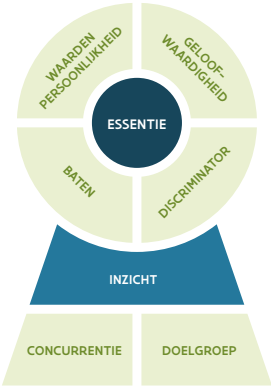 WAARDEN
PERSOONLIJKHEID
GELOOF-
WAARDIGHEID
ESSENTIE
BATEN
DISCRIMINATOR
INZICHT
CONCURRENTIE
DOELGROEP